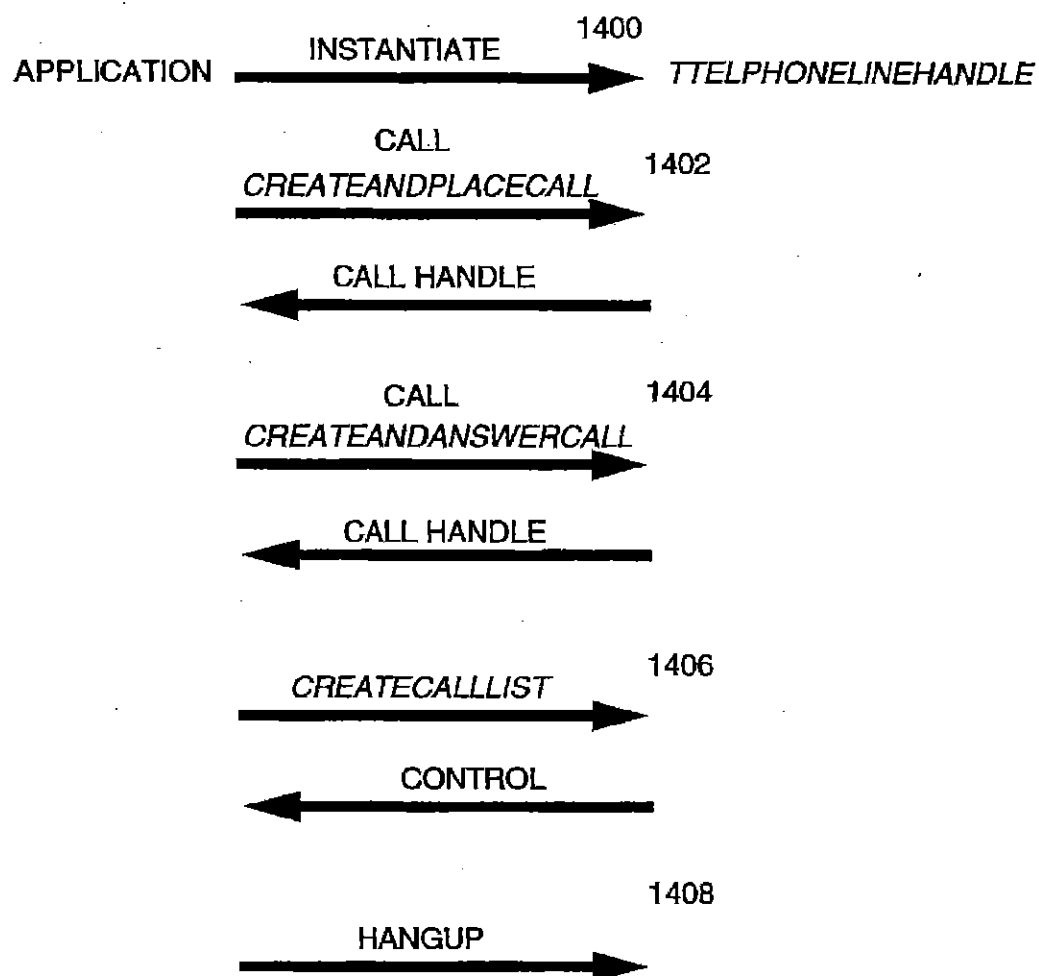 1400
APPLICATION INSTANTIATE TTELPHONELINEHANDLE
CALL
1402
CREATEANDPLACECALL
CALL HANDLE
CALL
1404
CREATEANDANSWERCALL
CALL HANDLE
1406
CREATECALLLIST
CONTROL
1408
HANGUP